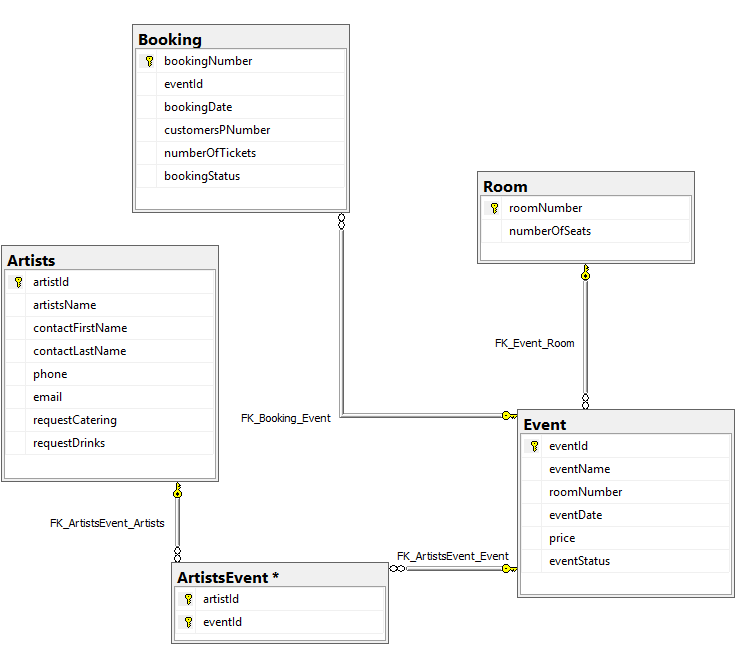 Booking
bookingNumber
eventId
bookingDate
customersPNumber
numberOfTickets
bookingStatus
Room
roomNumber
numberOfSeats
Artists
artistId
artistsName
contactFirstName
contactLastName
phone
email
requestCatering
requestDrinks
FK_Event_Room
FK_Booking_Event
Event
eventId
eventName
roomNumber
eventDate
price
eventStatus
FK_ArtistsEvent_Artists
FK_ArtistsEvent_Event
ArtistsEvent *
artistId
eventId